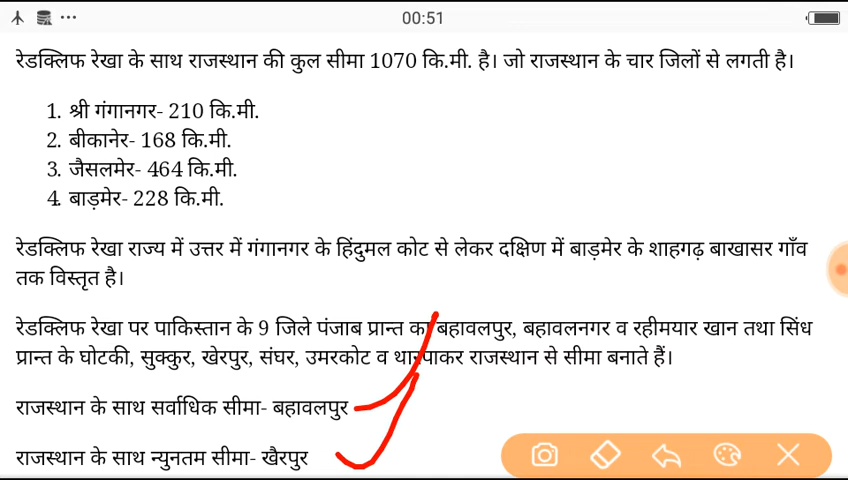 00:51
रेडक्लिफ रेखा के साथ राजस्थान की कुल सीमा 1070 कि.मी. है। जो राजस्थान के चार जिलों से लगती है।
1. श्री गंगानगर- 210 कि.मी.
2. बीकानेर- 168 कि.मी.
3. जैसलमेर- 464 कि.मी.
4. बाड़मेर- 228 कि.मी.
रेडक्लिफ रेखा राज्य में उत्तर में गंगानगर के हिंदुमल कोट से लेकर दक्षिण में बाड़मेर के शाहगढ़ बाखासर गाँव
तक विस्तृत है।
रेडक्लिफ रेखा पर पाकिस्तान के 9 जिले पंजाब प्रान्त का बहावलपुर, बहावलनगर व रहीमयार खान तथा सिंध
प्रान्त के घोटकी, सुक्कुर, खेरपुर, संघर, उमरकोट व थारपाकर राजस्थान से सीमा बनाते हैं।
राजस्थान के साथ सर्वाधिक सीमा- बहावलपुर
राजस्थान के साथ न्युनतम सीमा- खैरपुर